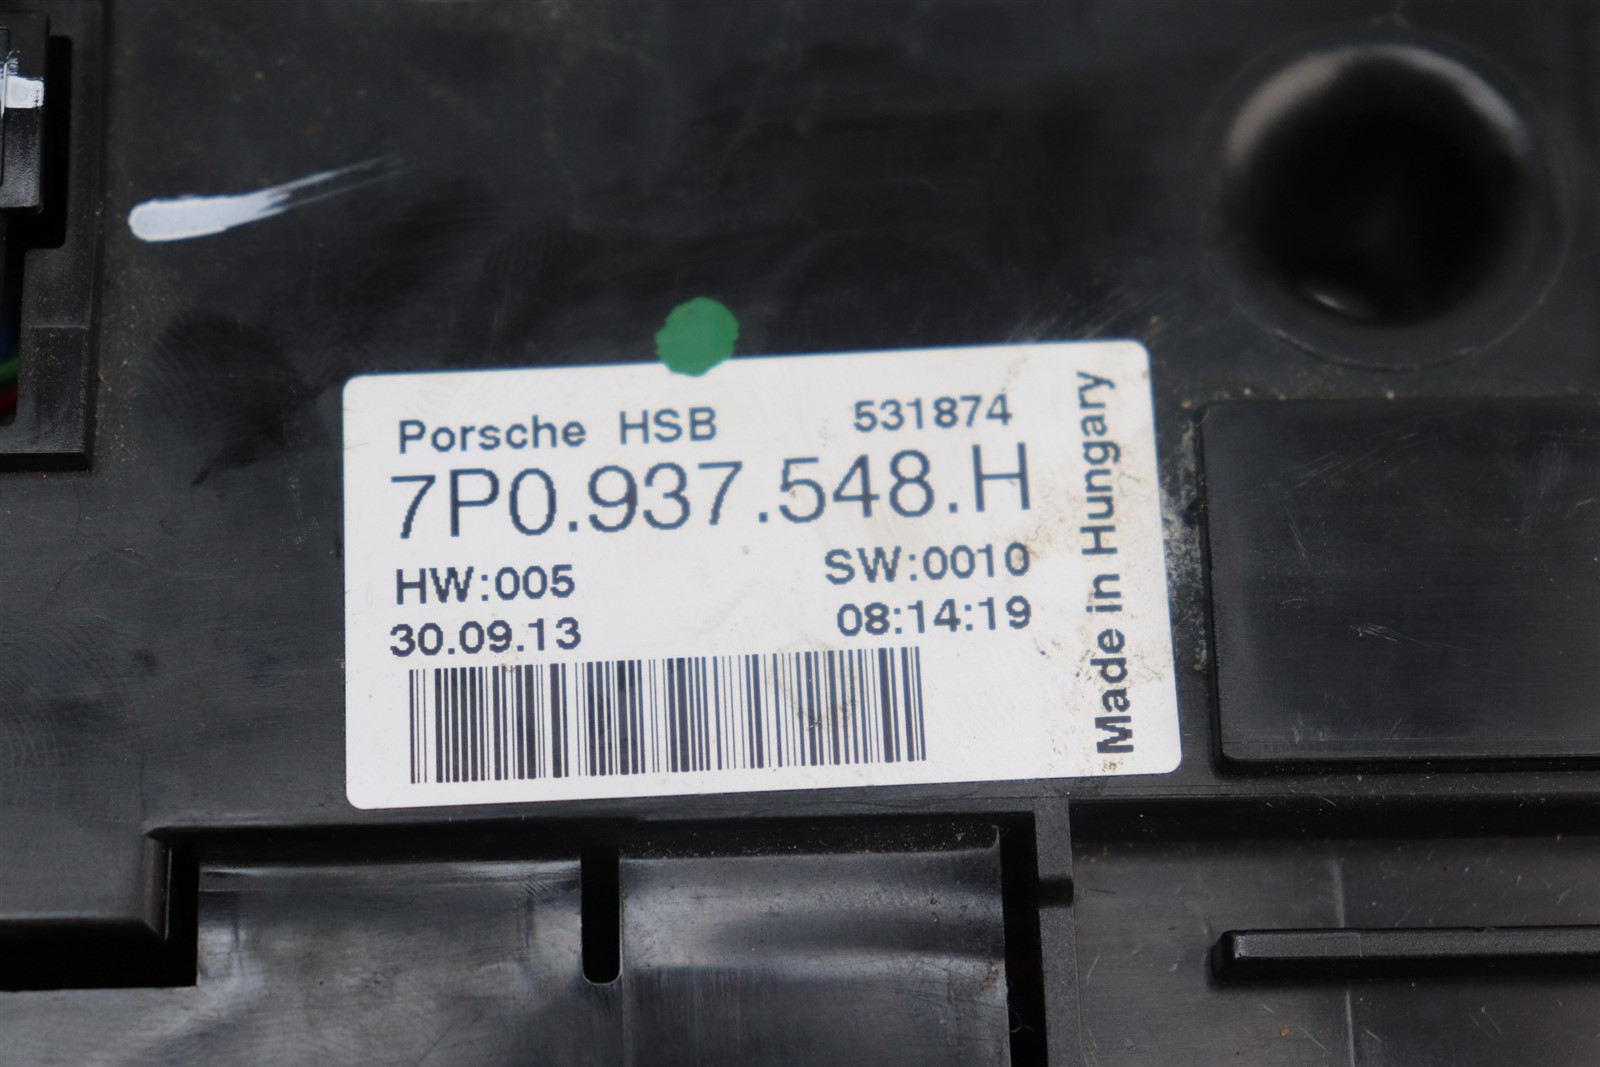 Porsche HSB 531874
7P0.937.548.H
HW:005 SW:0010
30.09.13 08:14:19
Made in Hungary